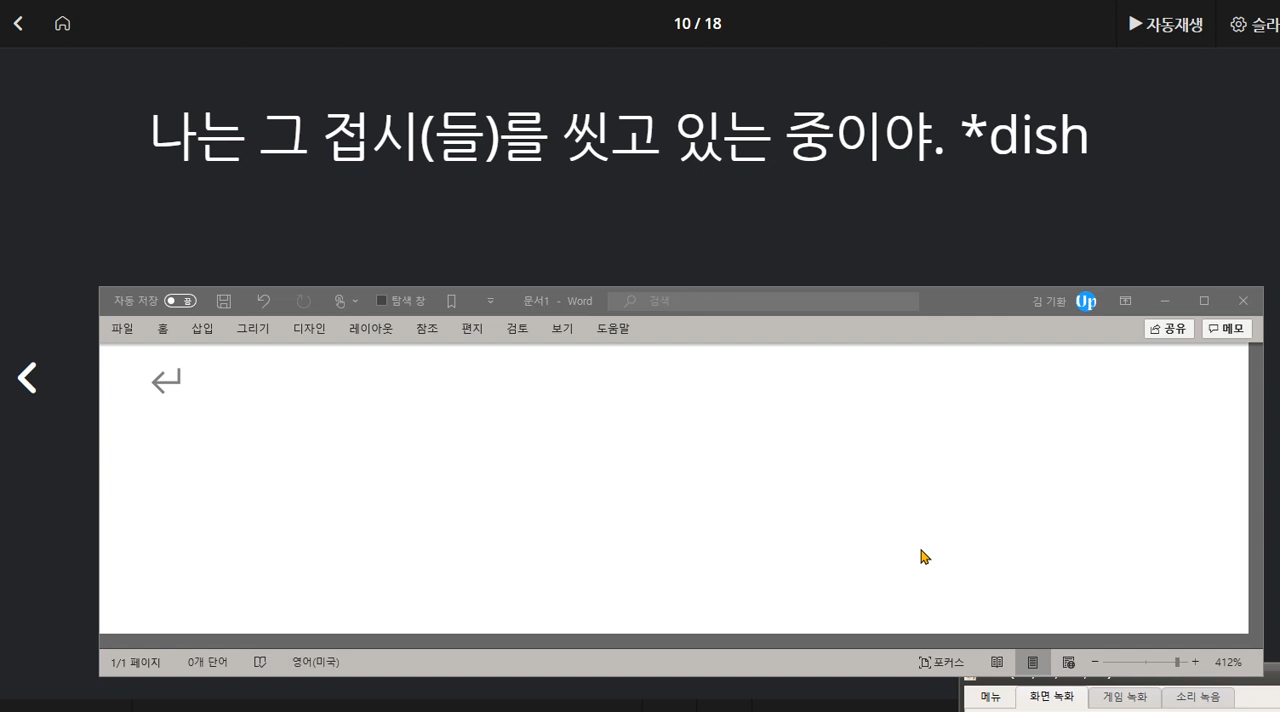 10 / 18
자동재생
슬라
나는 그 접시(들)를 씻고 있는 중이야. *dish
자동 저장 끔 탐색 창 문서1 - Word 검색 김 기환 Up
파일 홈 삽입 그리기 디자인 레이아웃 참조 편지 검토 보기 도움말 공유 메모
1/1 페이지 0개 단어 영어(미국) 포커스 412%
메뉴 화면 녹화 게임 녹화 소리 녹음